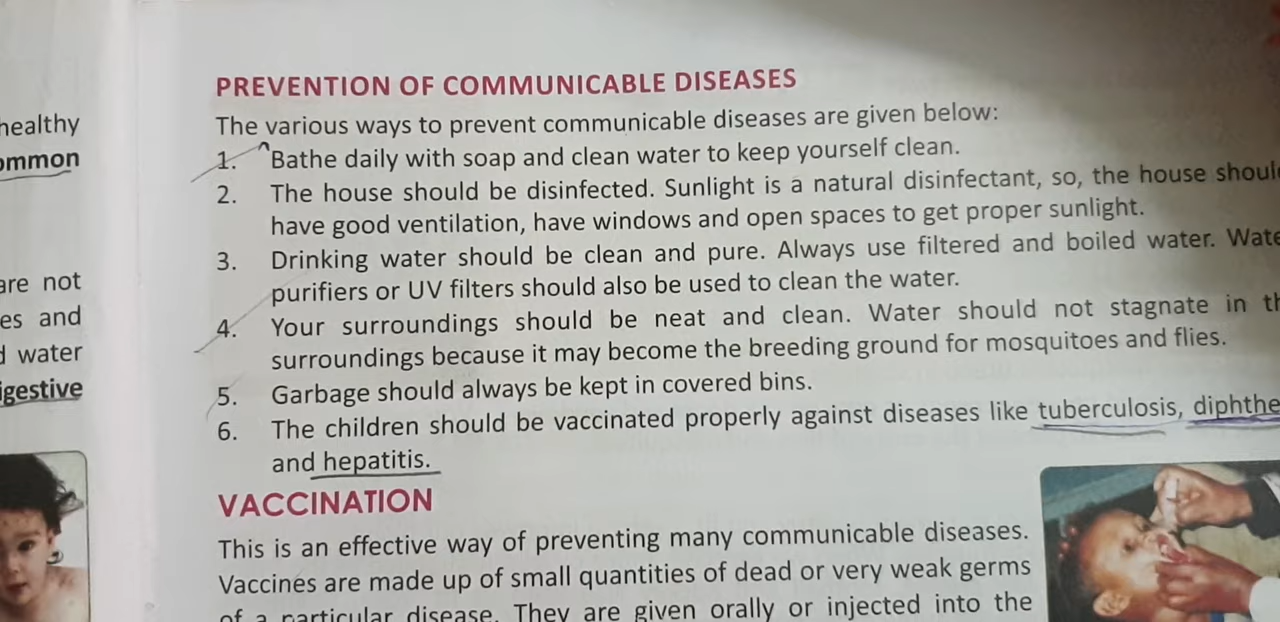 healthy
ommon
are not
es and
d water
igestive
PREVENTION OF COMMUNICABLE DISEASES
The various ways to prevent communicable diseases are given below:
1. Bathe daily with soap and clean water to keep yourself clean.
2. The house should be disinfected. Sunlight is a natural disinfectant, so, the house shoul
have good ventilation, have windows and open spaces to get proper sunlight.
3. Drinking water should be clean and pure. Always use filtered and boiled water. Wate
purifiers or UV filters should also be used to clean the water.
4. Your surroundings should be neat and clean. Water should not stagnate in th
surroundings because it may become the breeding ground for mosquitoes and flies.
5. Garbage should always be kept in covered bins.
6. The children should be vaccinated properly against diseases like tuberculosis, diphthe
and hepatitis.
VACCINATION
This is an effective way of preventing many communicable diseases.
Vaccines are made up of small quantities of dead or very weak germs
of a particular disease. They are given orally or injected into the